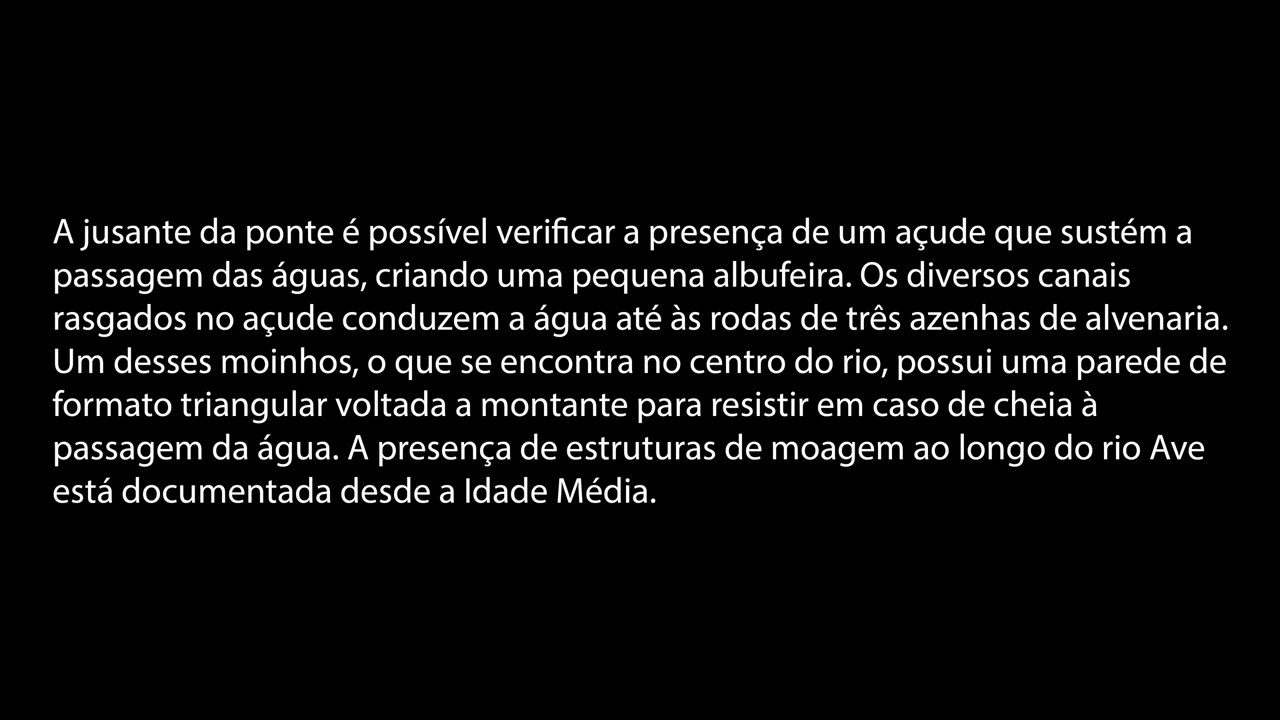 A jusante da ponte é possível verificar a presença de um açude que sustém a
passagem das águas, criando uma pequena albufeira. Os diversos canais
rasgados no açude conduzem a água até às rodas de três azenhas de alvenaria.
Um desses moinhos, o que se encontra no centro do rio, possui uma parede de
formato triangular voltada a montante para resistir em caso de cheia à
passagem da água. A presença de estruturas de moagem ao longo do rio Ave
está documentada desde a Idade Média.